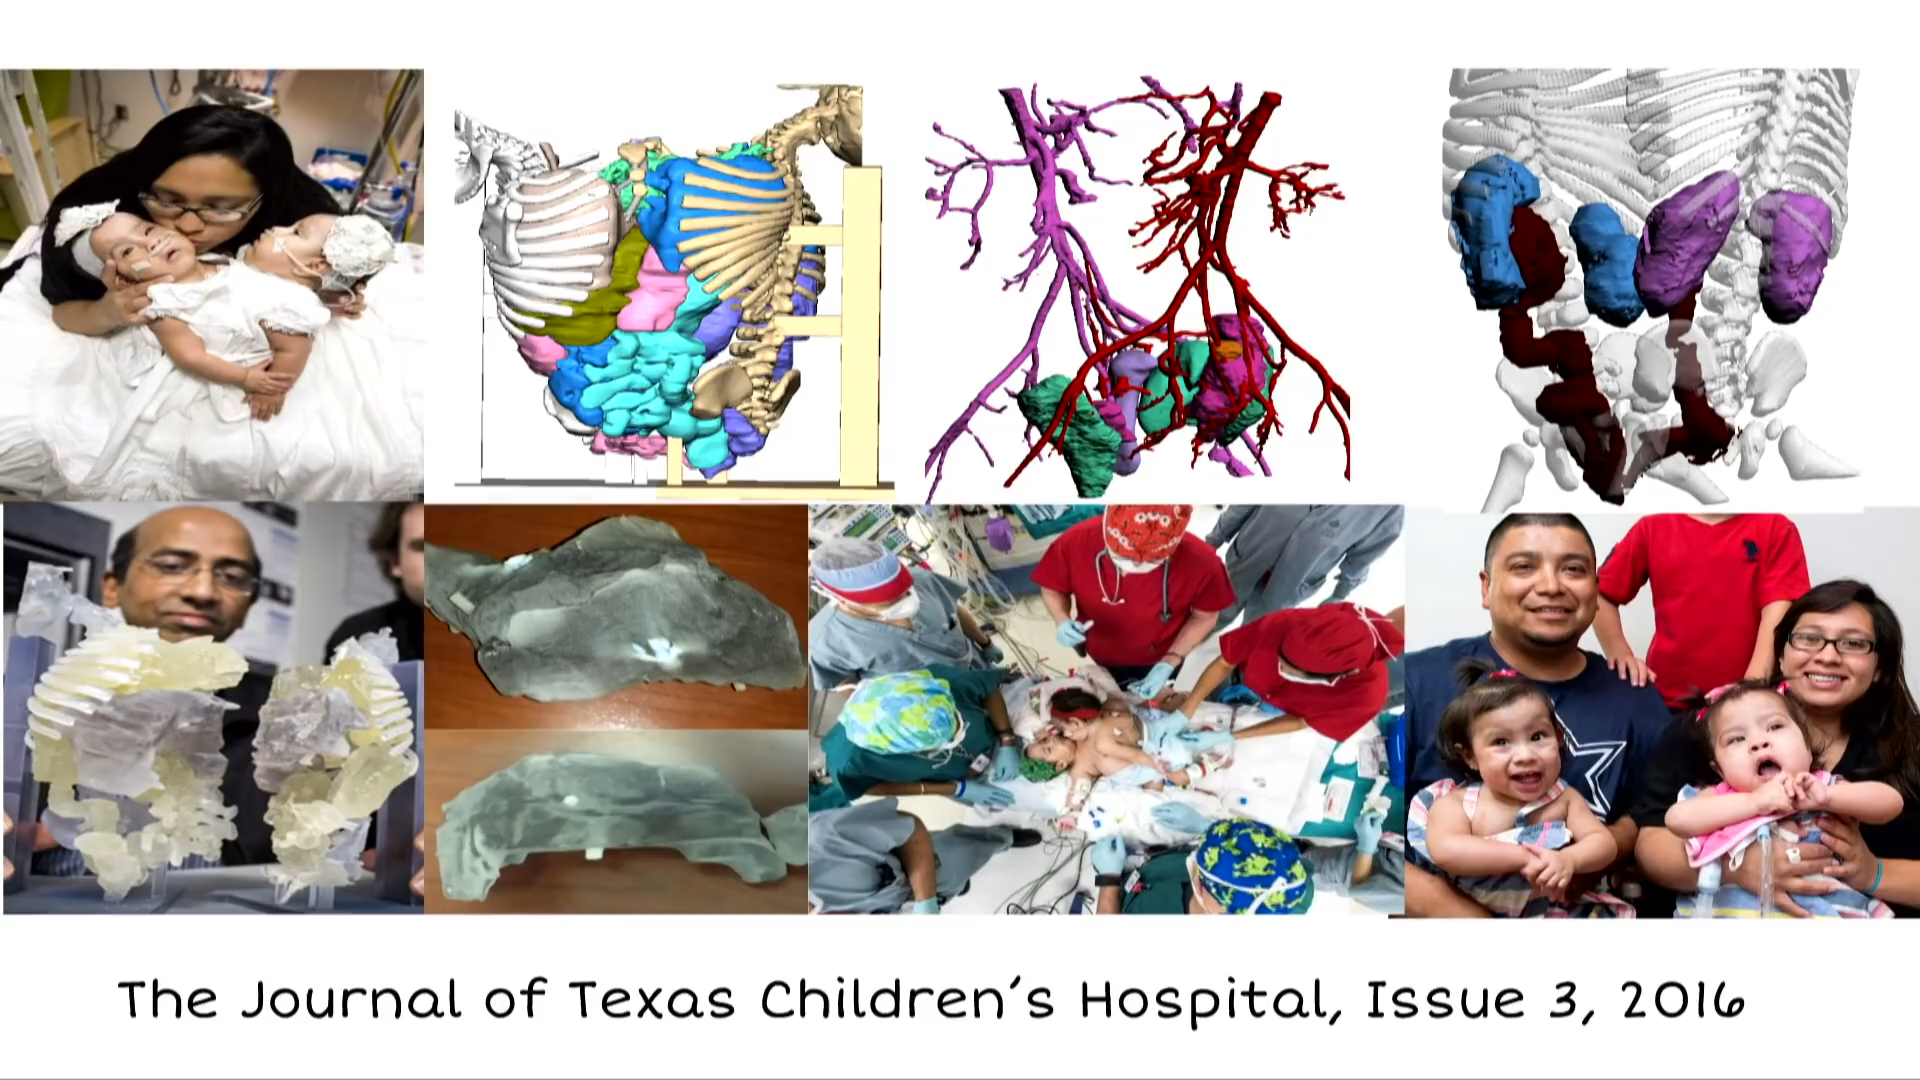 The Journal of Texas Children's Hospital, Issue 3, 2016